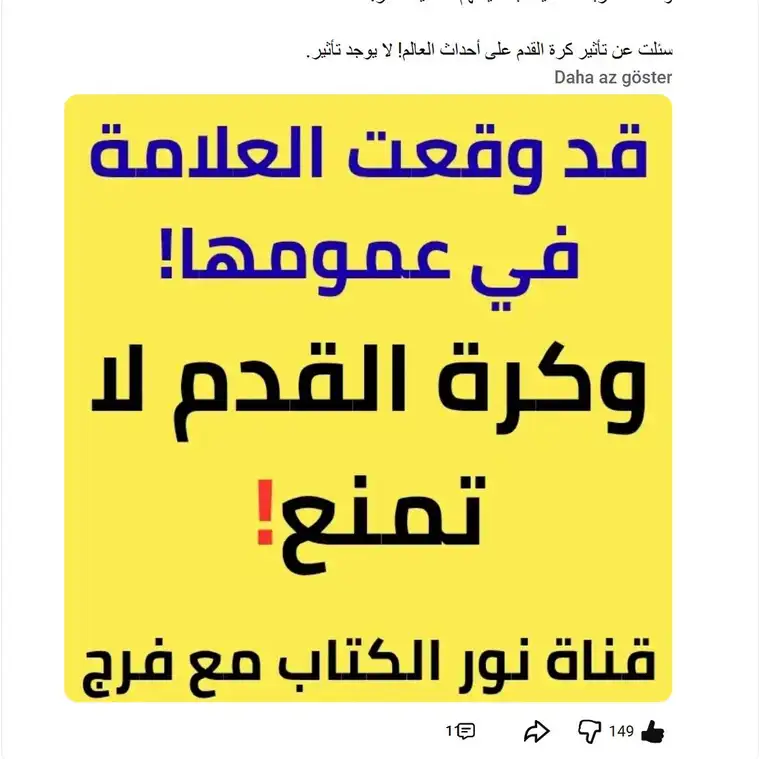 سئلت عن تأثير كرة القدم على أحداث العالم! لا يوجد تأثير.
Daha az göster
قد وقعت العلامة
في عمومها!
وكرة القدم لا
تمنع!
قناة نور الكتاب مع فرج
149
11